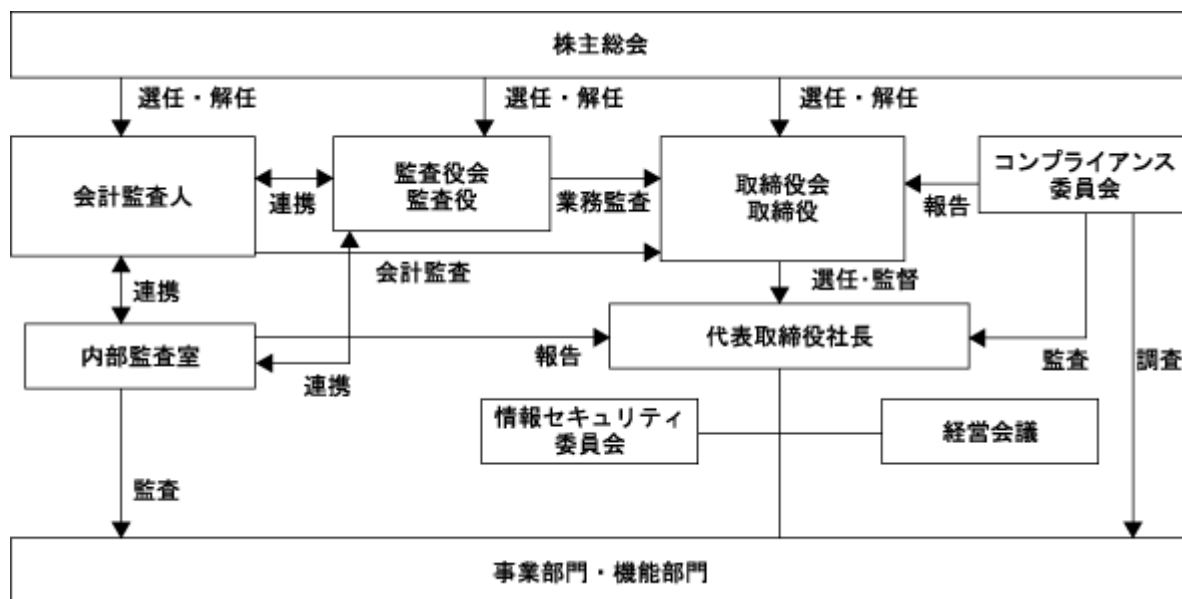 株主総会
選任・解任
選任・解任
選任・解任
会計監査人
連携
監査役会
監査役
業務監査
取締役会
取締役
報告
コンプライアンス
委員会
会計監査
連携
選任・監督
内部監査室
報告
連携
代表取締役社長
監査
調査
情報セキュリティ
委員会
経営会議
監査
事業部門・機能部門